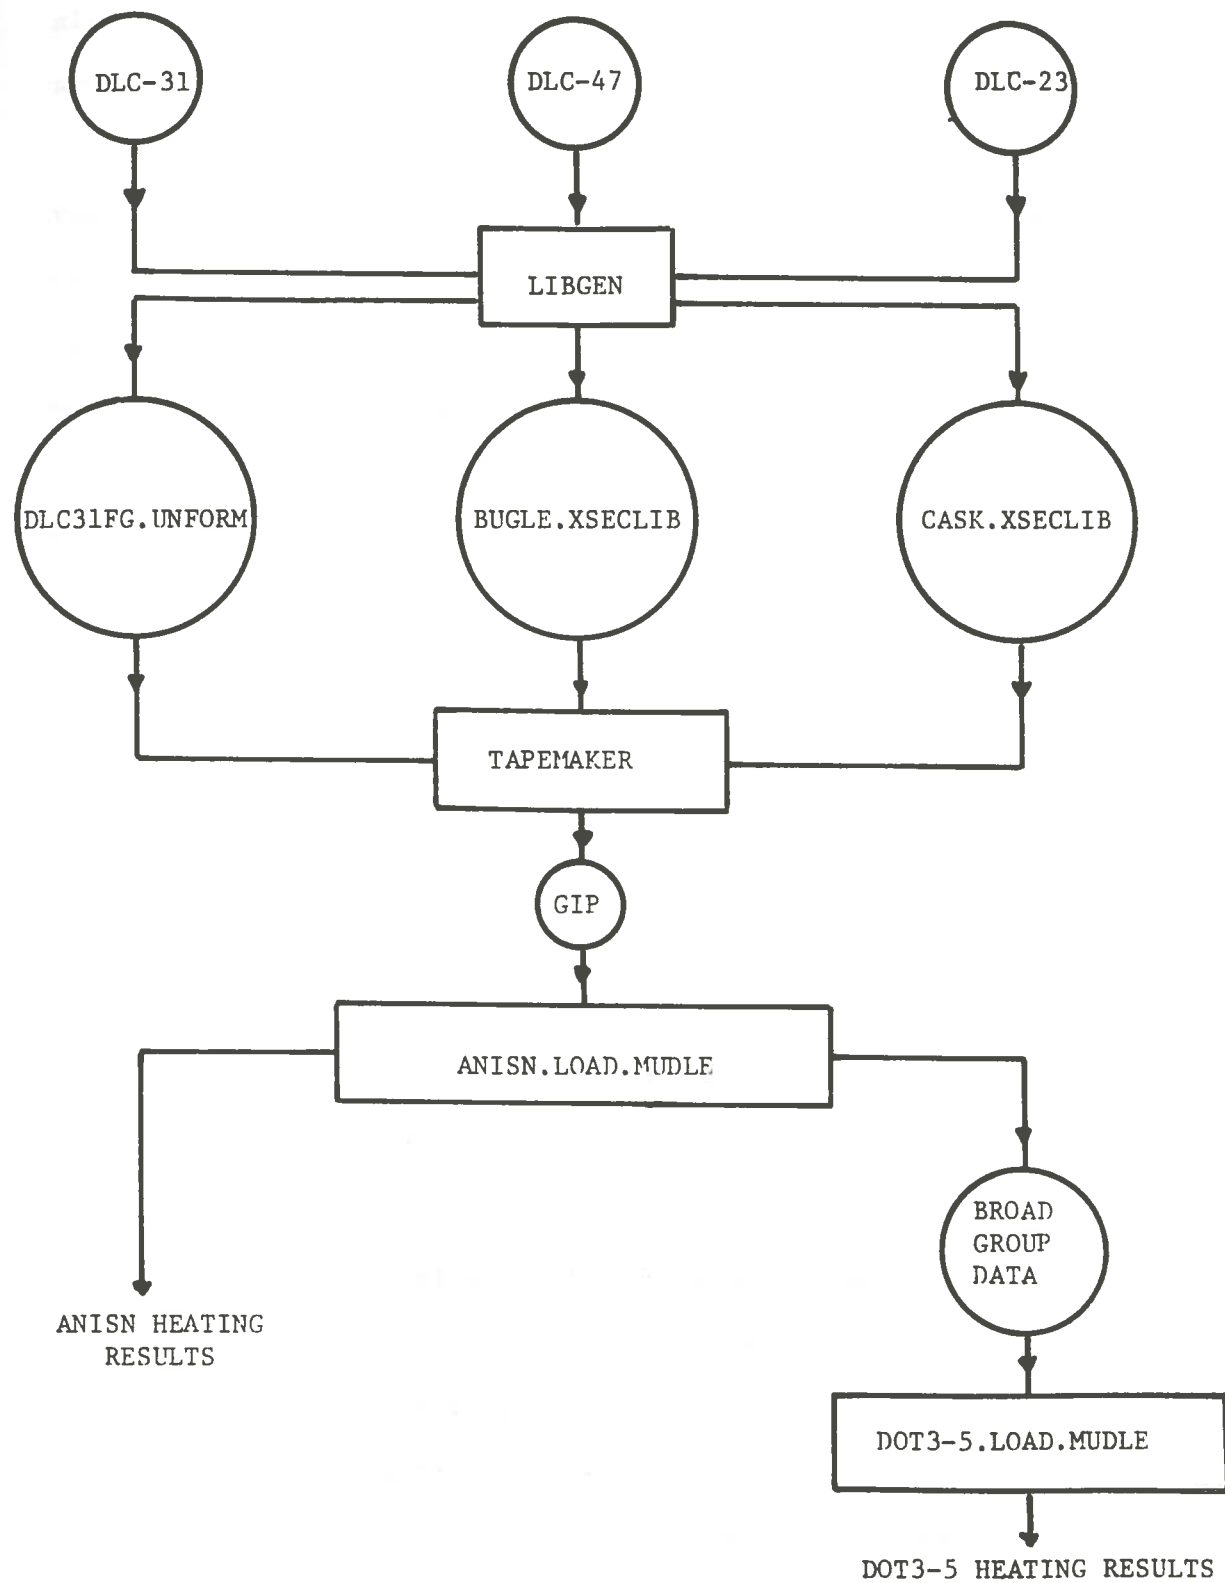 DLC-31
DLC-47
DLC-23
LIBGEN
DLC31FG.UNFORM
BUGLE.XSECLIB
CASK.XSECLIB
TAPEMAKER
GIP
ANISN.LOAD.MUDLE
BROAD
GROUP
DATA
ANISN HEATING
RESULTS
DOT3-5.LOAD.MUDLE
DOT3-5 HEATING RESULTS